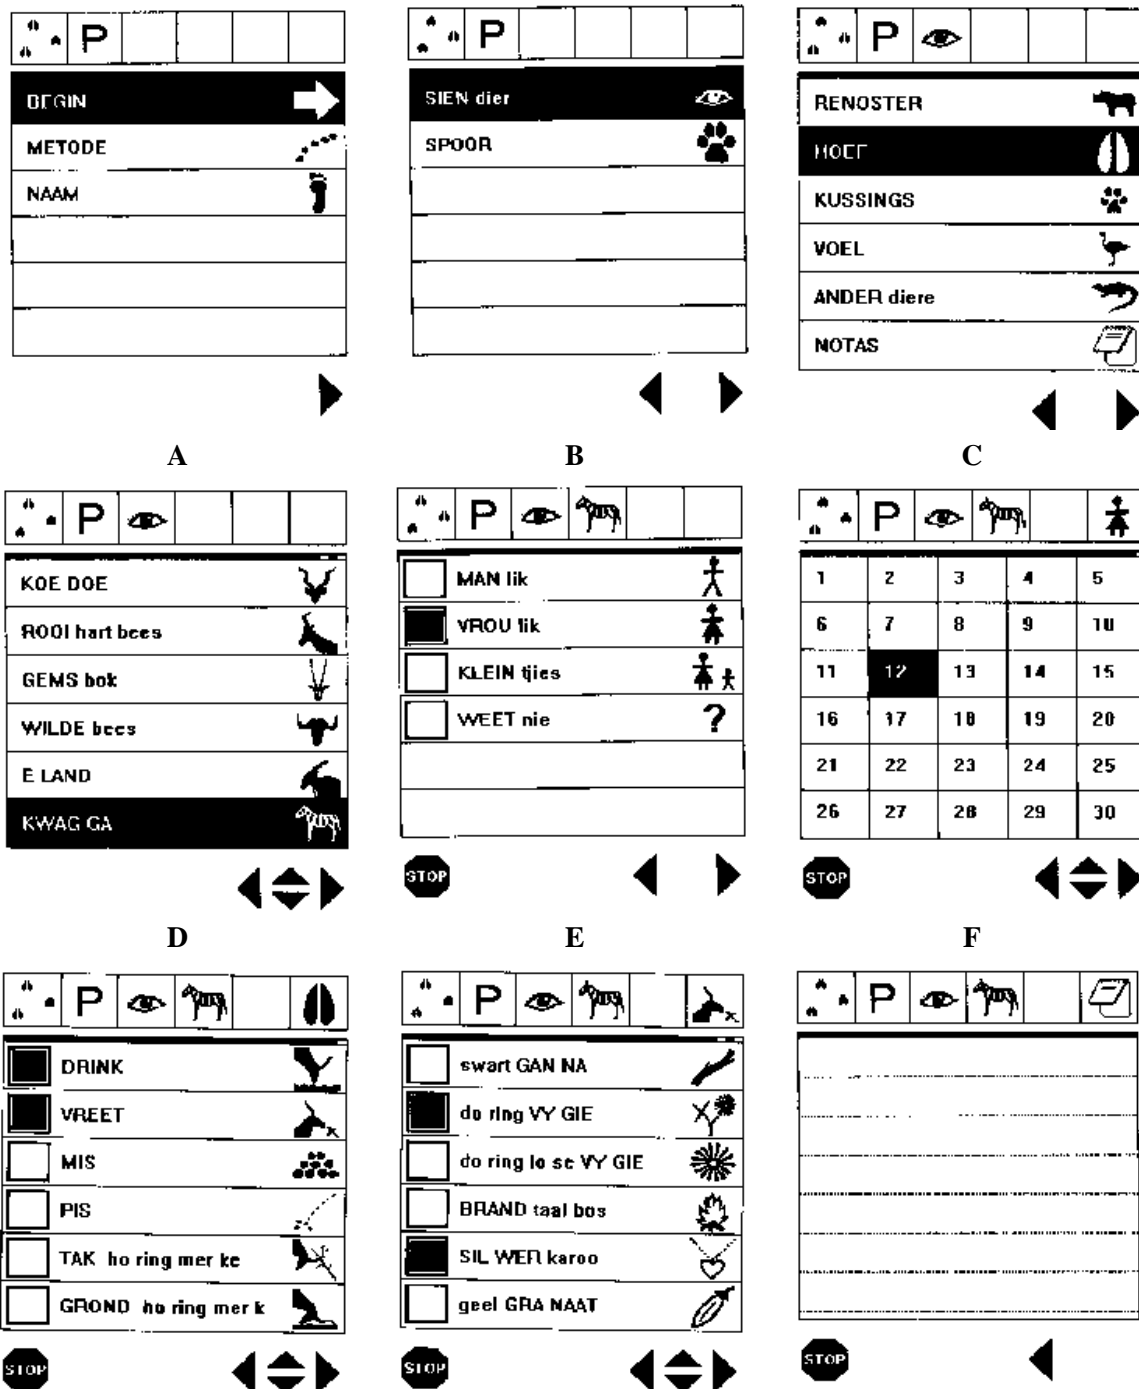 P
BEGIN
METODE
NAAM
P
SIEN dier
SPOOR
P
RENOSTER
HOEF
KUSSINGS
VOEL
ANDER diere
NOTAS
A
B
C
P
KOE DOE
ROOI hart bees
GEMS bok
WILDE bees
E LAND
KWAG GA
P
MAN lik
VROU lik
KLEIN tjies
WEET nie
?
STOP
P
1 2 3 4 5
6 7 8 9 10
11 12 13 14 15
16 17 18 19 20
21 22 23 24 25
26 27 28 29 30
STOP
D
E
F
P
DRINK
VREET
MIS
PIS
TAK ho ring mer ke
GROND ho ring mer k
STOP
P
swart GAN NA
do ring VY GIE
do ring lo se VY GIE
BRAND taal bos
SIL WER karoo
geel GRA NAAT
STOP
P
STOP